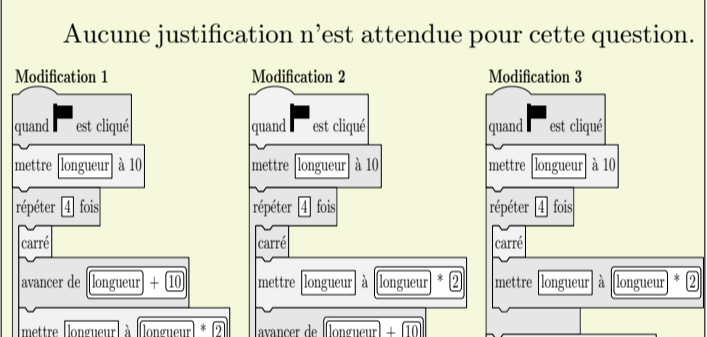 Aucune justification n'est attendue pour cette question.
Modification 1
quand est cliqué
mettre longueur à 10
répéter 4 fois
carré
avancer de longueur + 10
mettre longueur à longueur * 2
Modification 2
quand est cliqué
mettre longueur à 10
répéter 4 fois
carré
mettre longueur à longueur * 2
avancer de longueur + 10
Modification 3
quand est cliqué
mettre longueur à 10
répéter 4 fois
carré
mettre longueur à longueur * 2